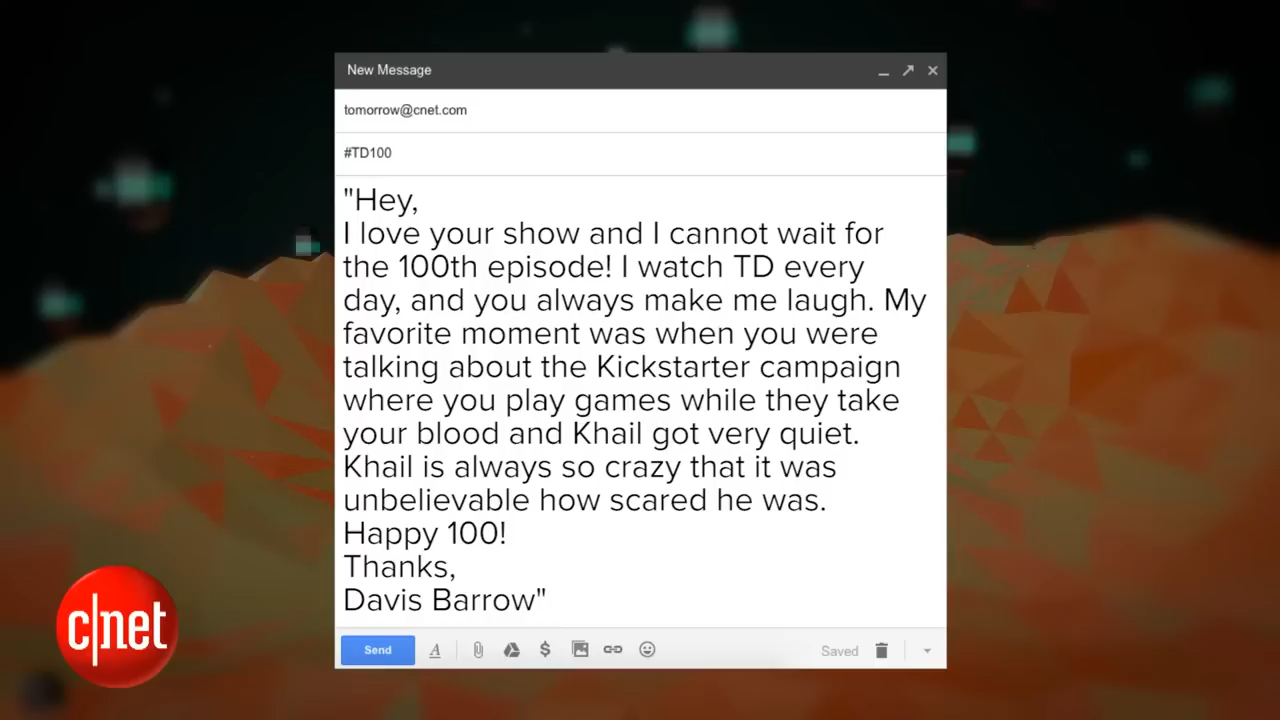 New Message
tomorrow@cnet.com
#TD100
"Hey,
I love your show and I cannot wait for
the 100th episode! I watch TD every
day, and you always make me laugh. My
favorite moment was when you were
talking about the Kickstarter campaign
where you play games while they take
your blood and Khail got very quiet.
Khail is always so crazy that it was
unbelievable how scared he was.
Happy 100!
Thanks,
Davis Barrow"
Send
A
$
Saved
c|net